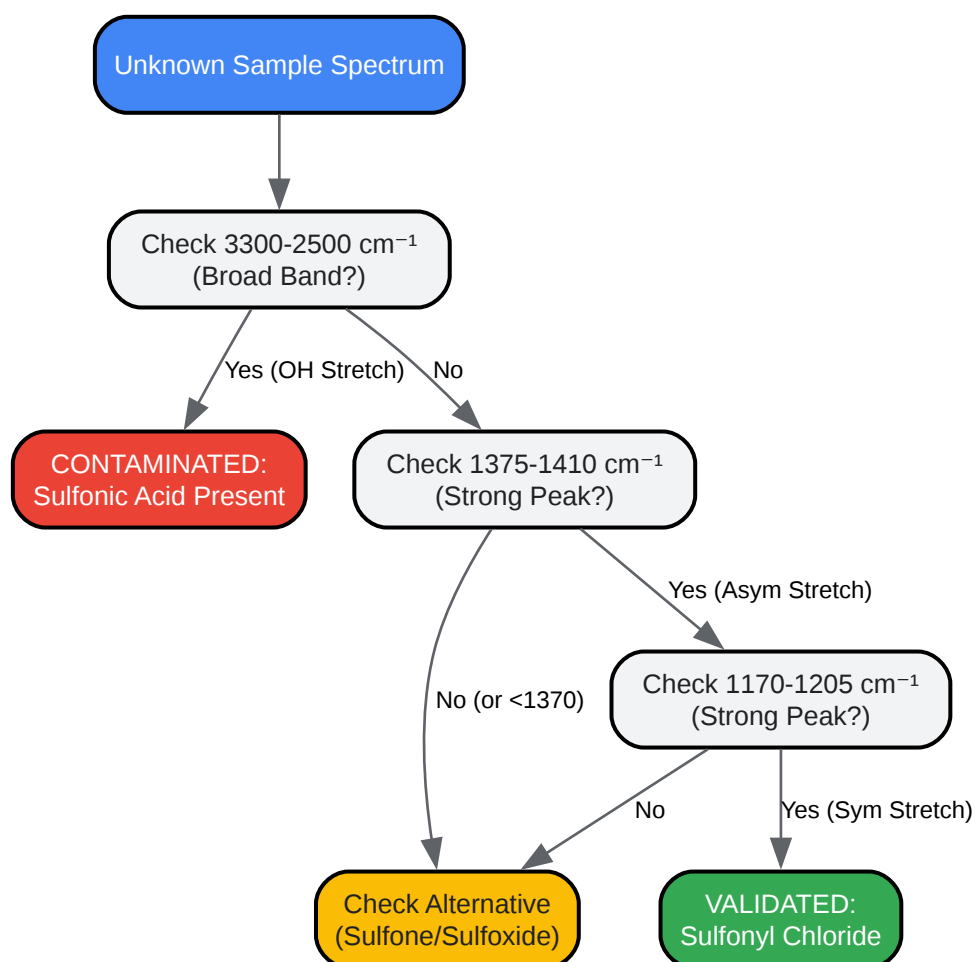 Unknown Sample Spectrum
Check 3300-2500 cm⁻¹
(Broad Band?)
Yes (OH Stretch)
No
CONTAMINATED:
Sulfonic Acid Present
Check 1375-1410 cm⁻¹
(Strong Peak?)
Yes (Asym Stretch)
No (or <1370)
Check 1170-1205 cm⁻¹
(Strong Peak?)
No
Yes (Sym Stretch)
Check Alternative
(Sulfone/Sulfoxide)
VALIDATED:
Sulfonyl Chloride